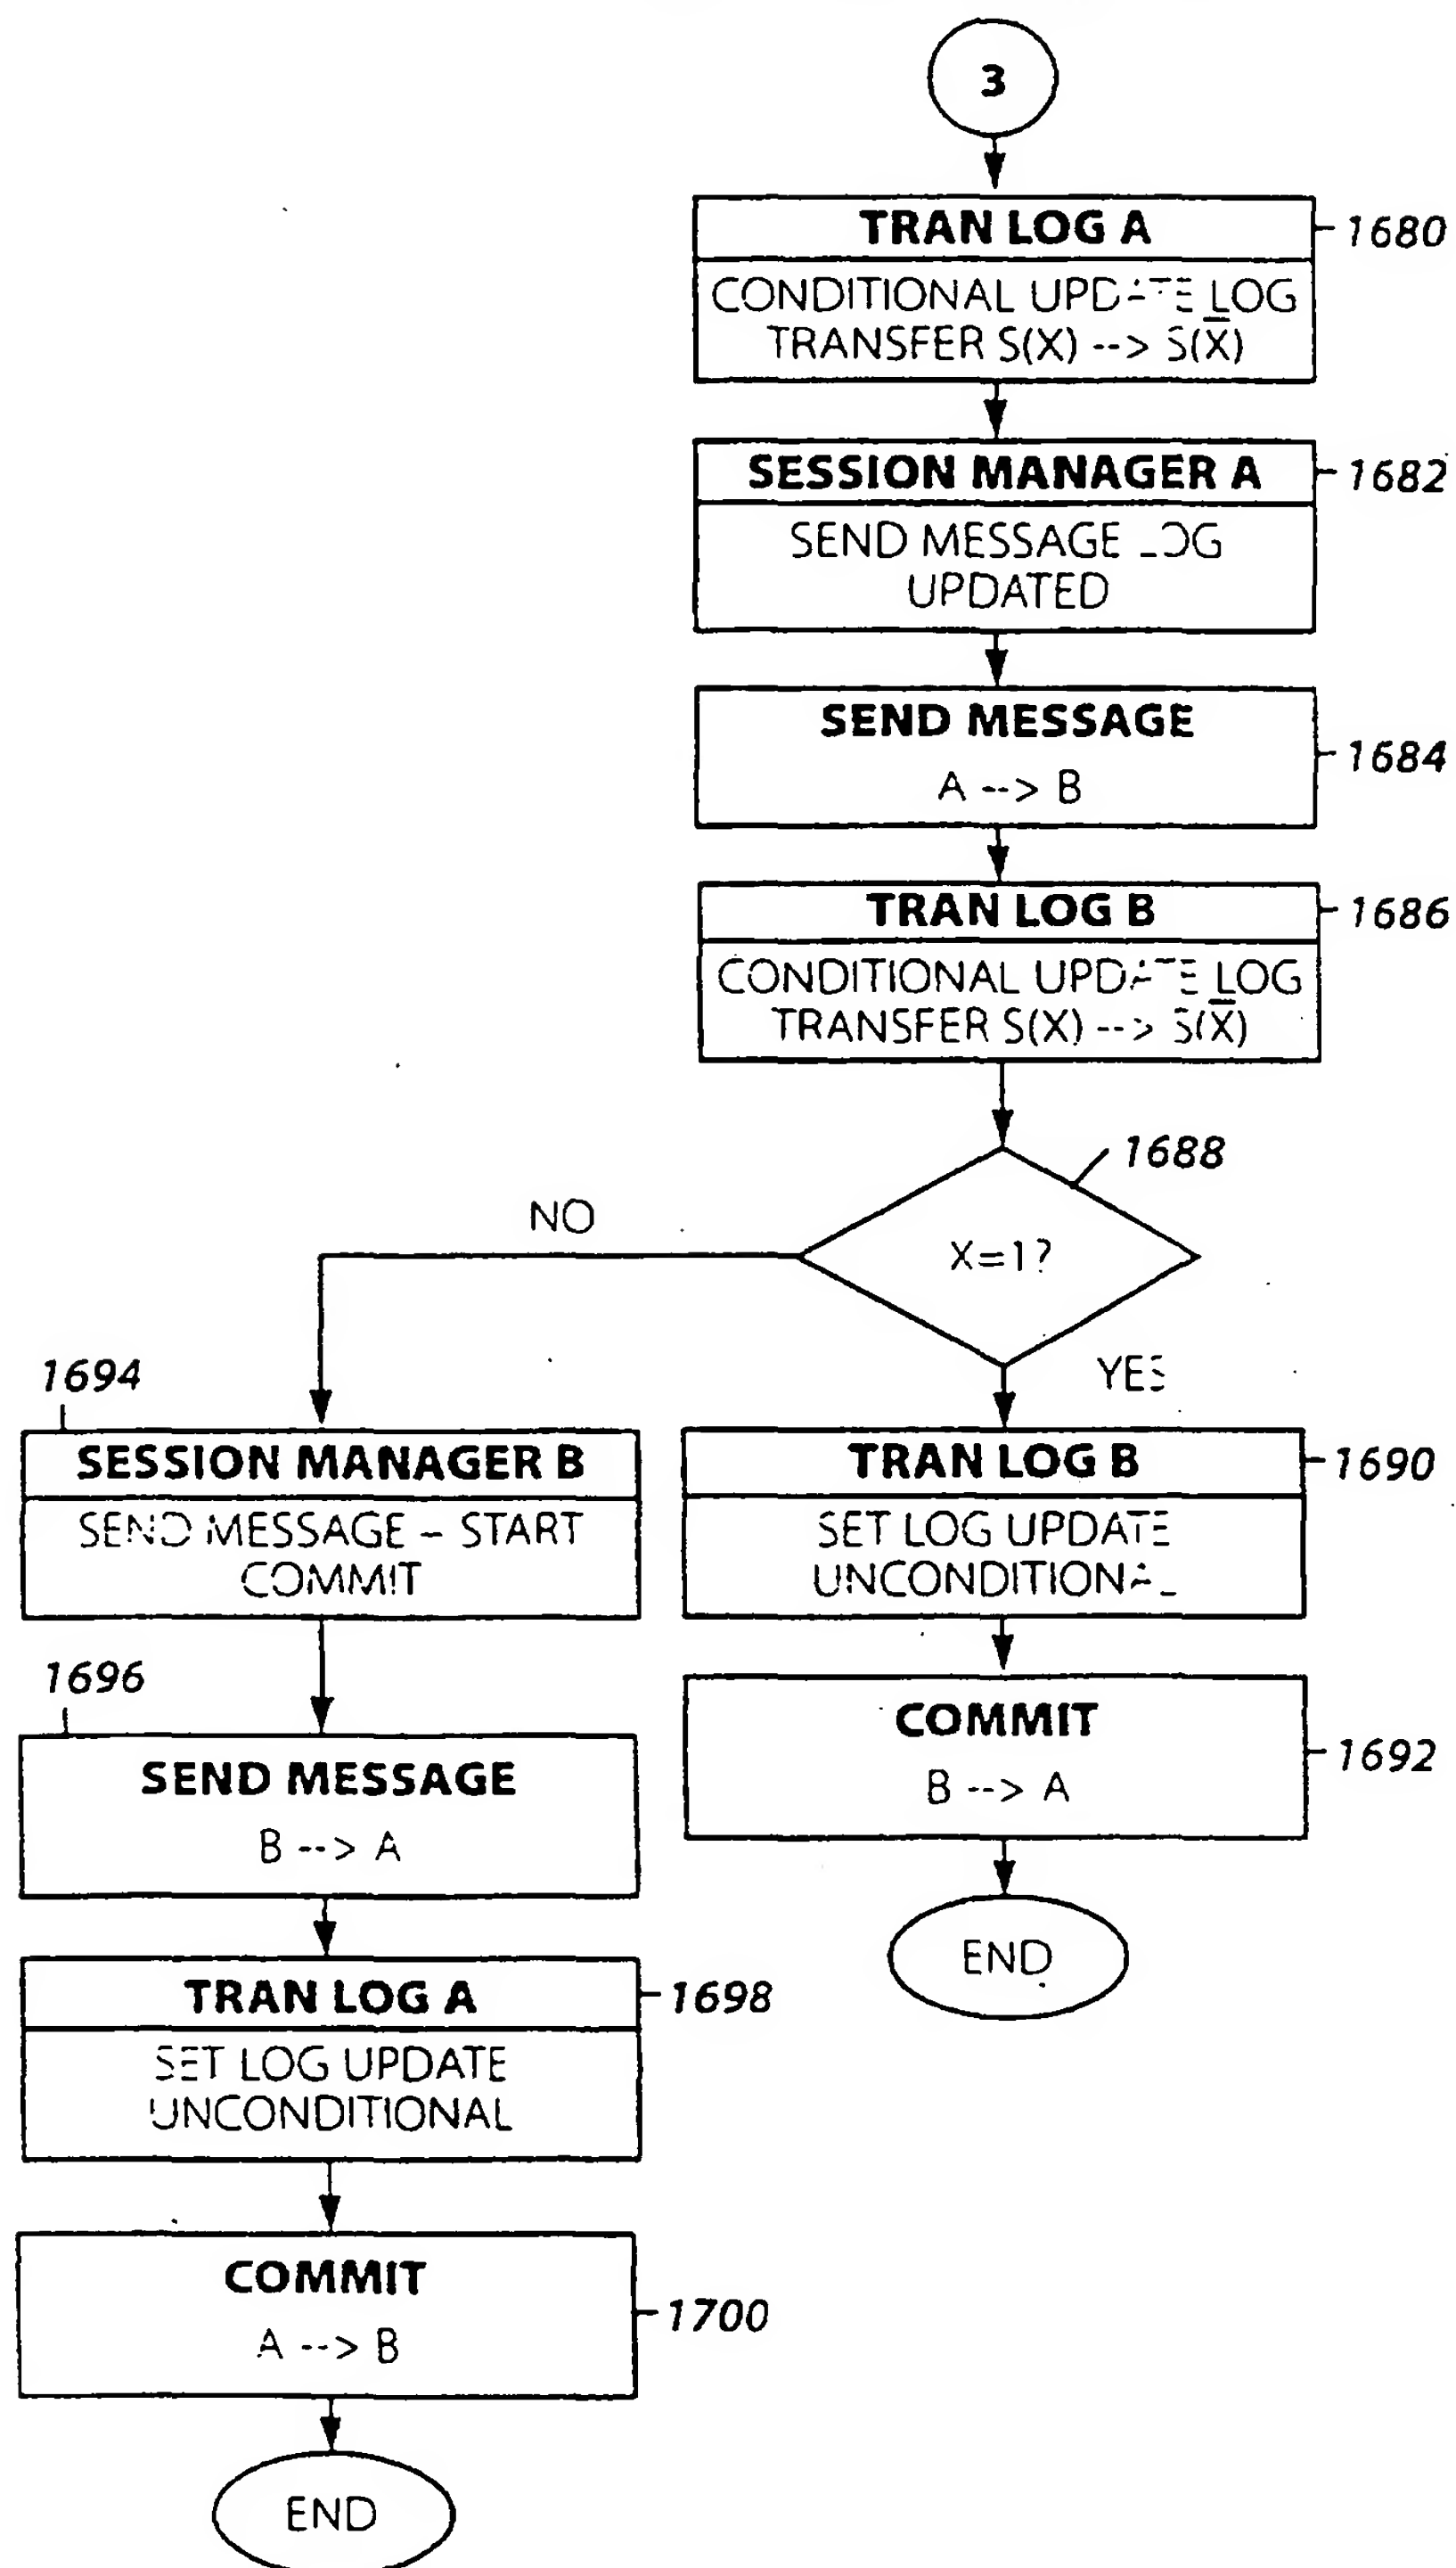 3
TRAN LOG A
1680
CONDITIONAL UPDATE LOG
TRANSFER S(X) --> S(X̅)
SESSION MANAGER A
1682
SEND MESSAGE LOG
UPDATED
SEND MESSAGE
1684
A --> B
TRAN LOG B
1686
CONDITIONAL UPDATE LOG
TRANSFER S(X) --> S(X̅)
1688
X=1?
NO
YES
1694
SESSION MANAGER B
SEND MESSAGE – START
COMMIT
1696
SEND MESSAGE
B --> A
TRAN LOG A
1698
SET LOG UPDATE
UNCONDITIONAL
COMMIT
1700
A --> B
END
TRAN LOG B
1690
SET LOG UPDATE
UNCONDITIONAL
COMMIT
1692
B --> A
END